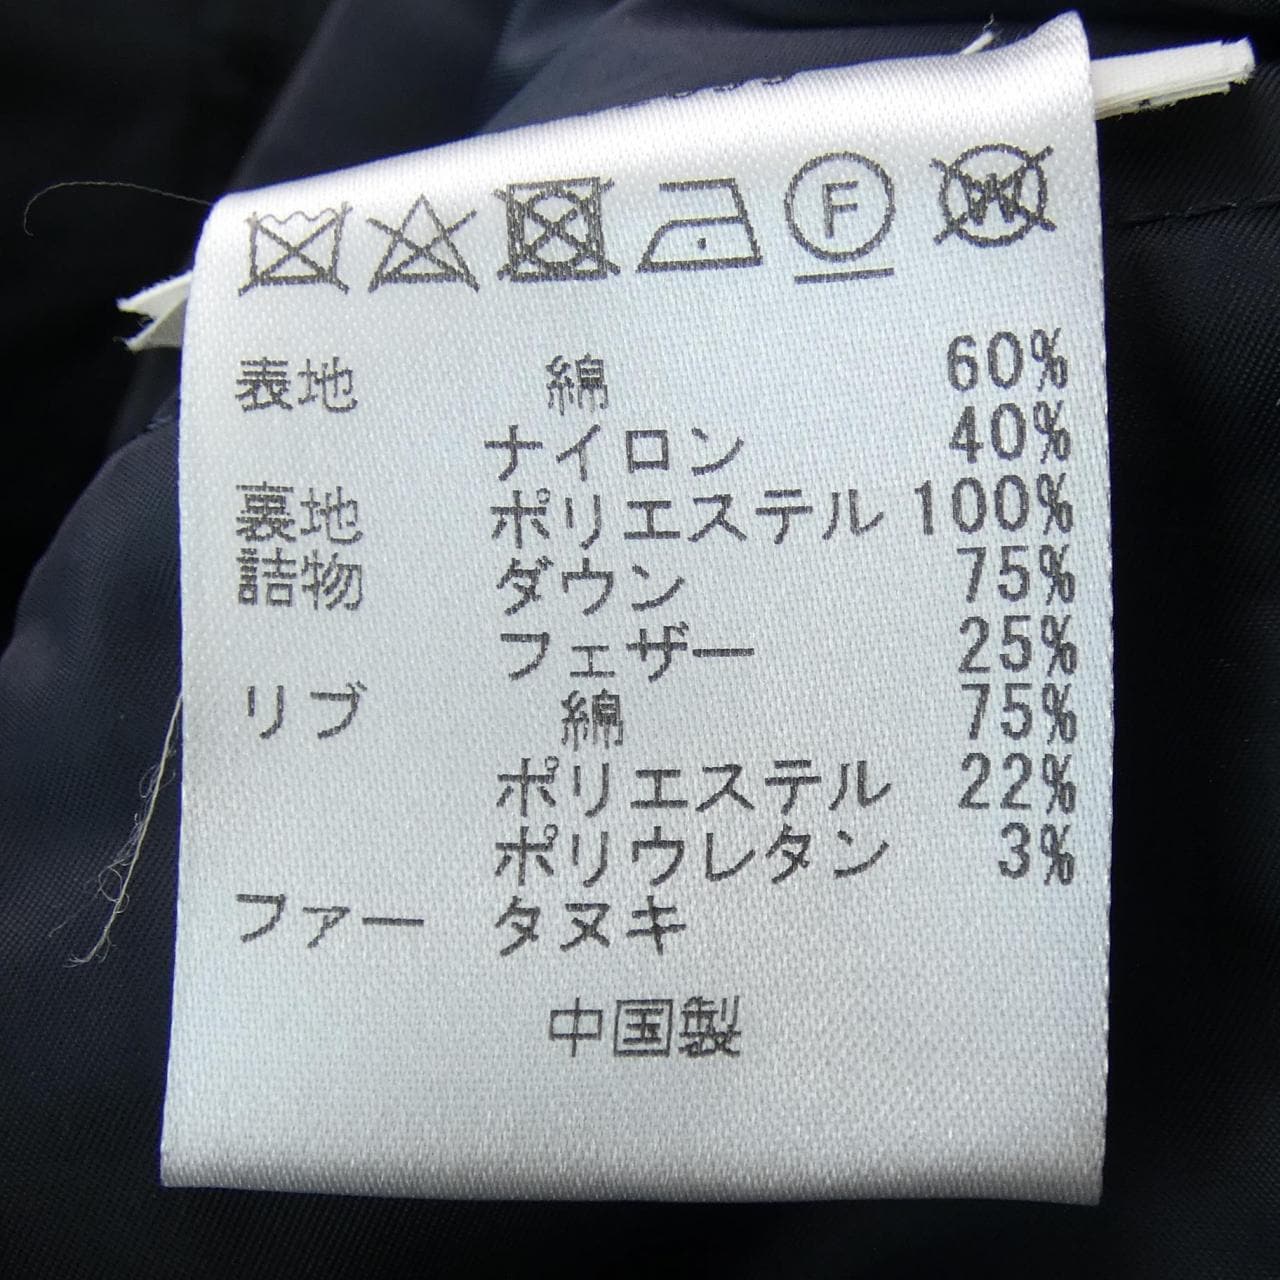 F W
表地 綿 60%
ナイロン 40%
裏地 ポリエステル 100%
詰物 ダウン 75%
フェザー 25%
リブ 綿 75%
ポリエステル 22%
ポリウレタン 3%
ファー タヌキ
中国製